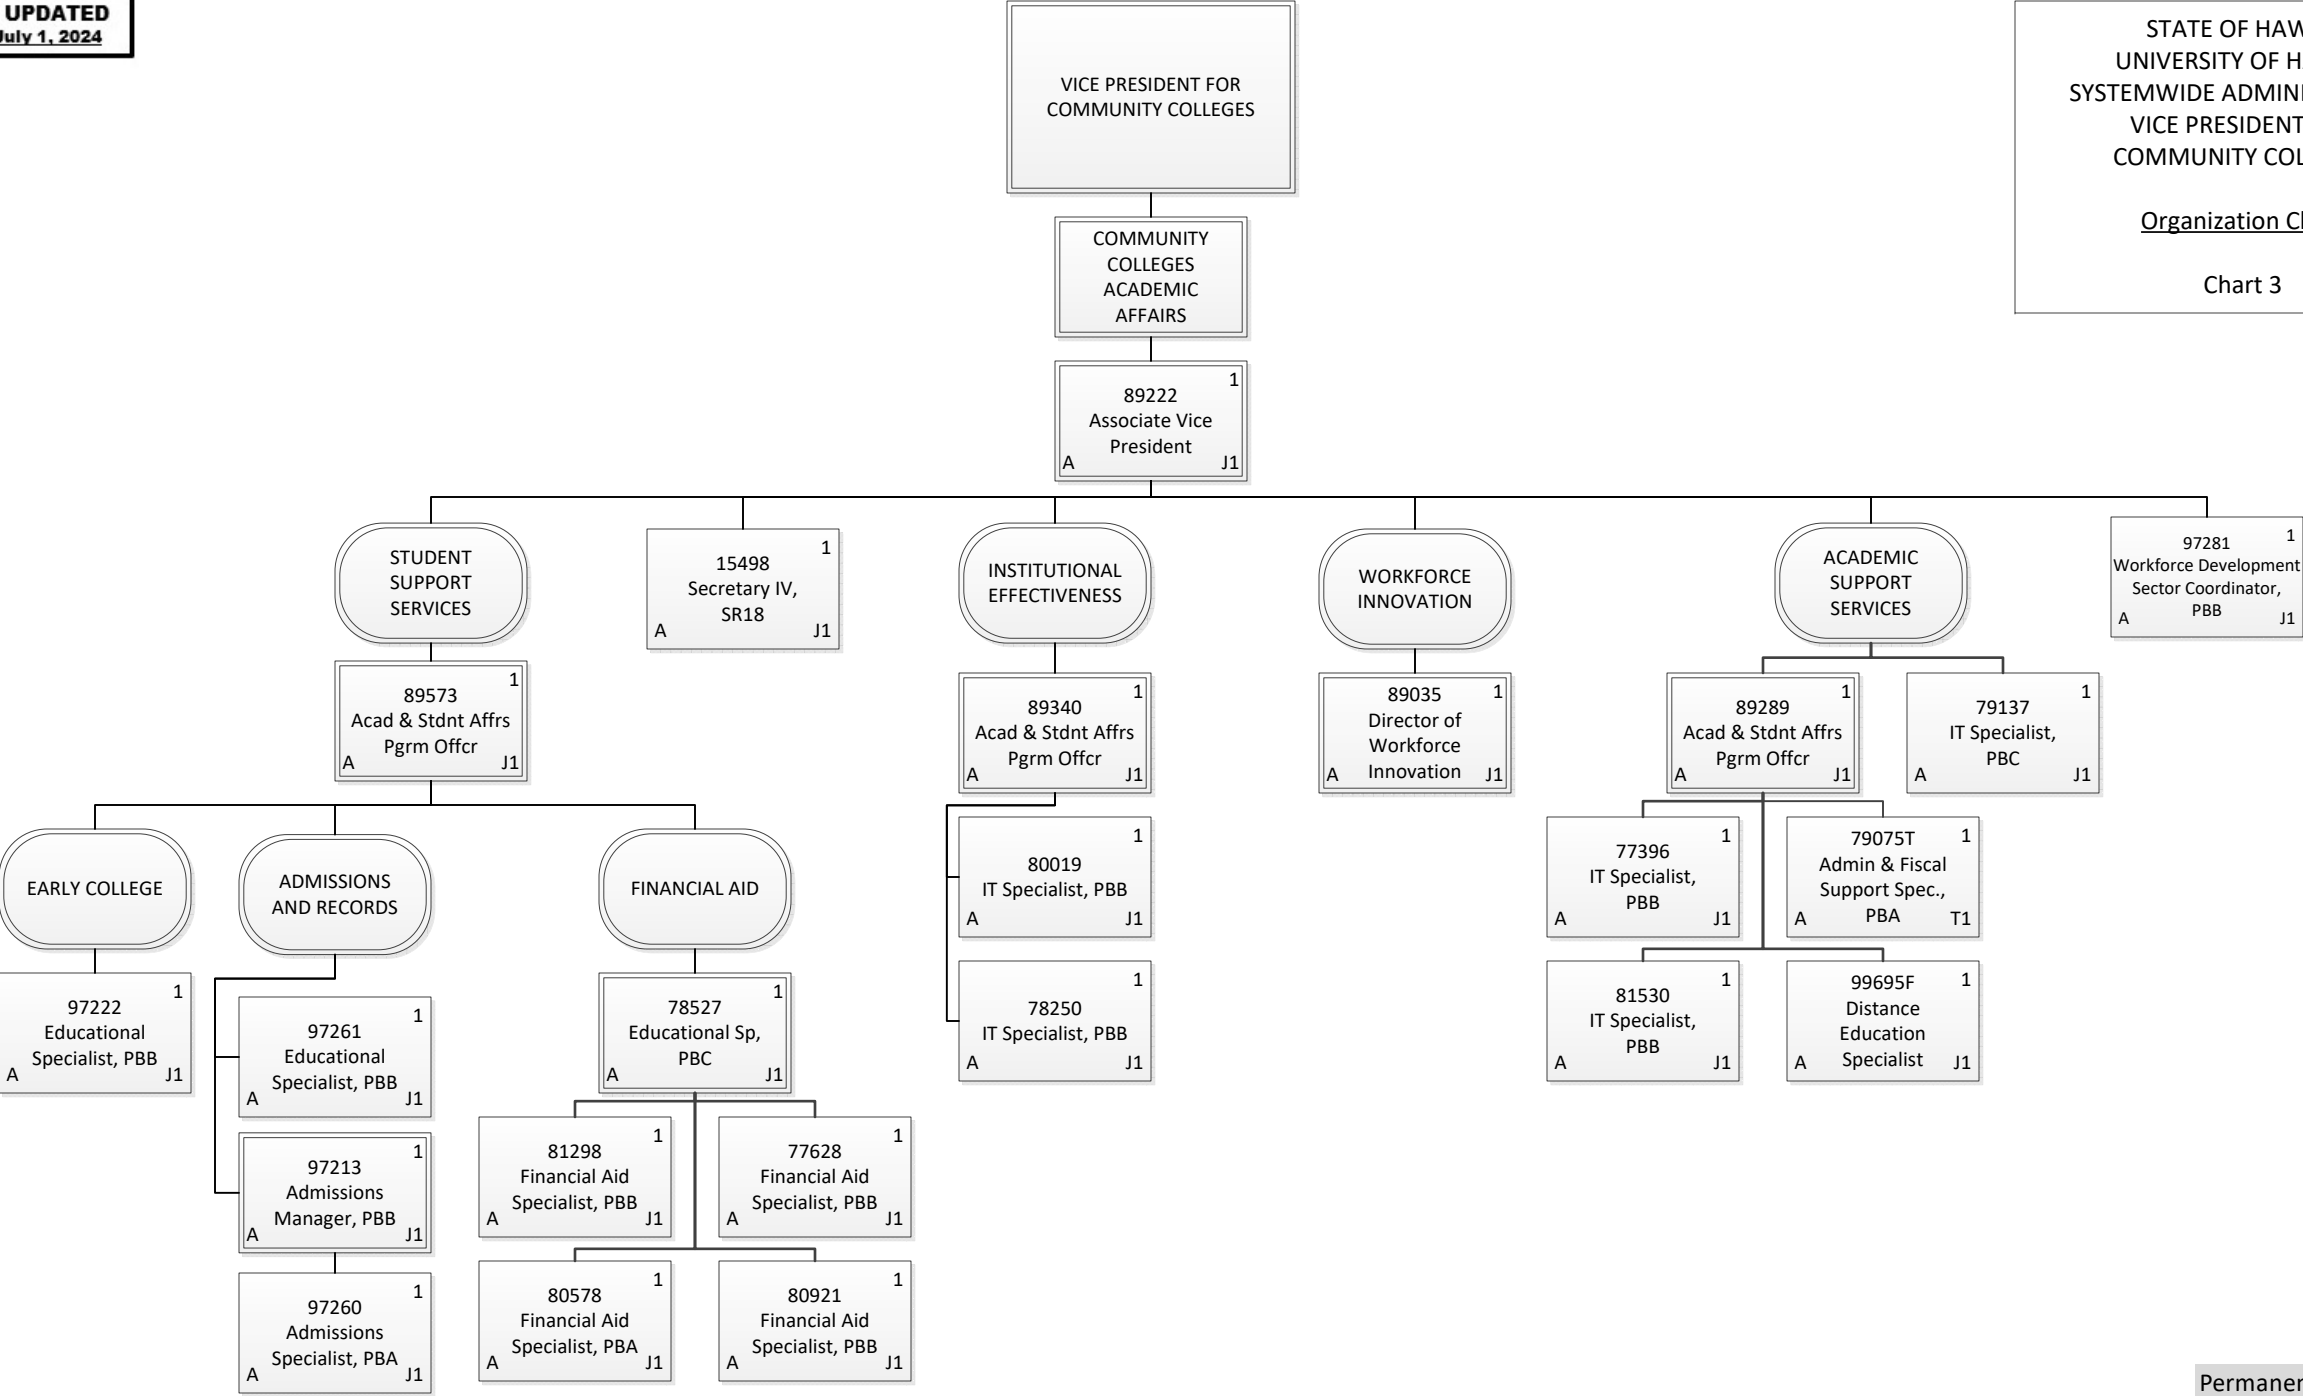 UPDATED
July 1, 2024
VICE PRESIDENT FOR
COMMUNITY COLLEGES
STATE OF
UNIVERSITY OF
SYSTEMWIDE
VICE PRESIDENT
COMMUNITY
Organization
Chart 3
COMMUNITY
COLLEGES
ACADEMIC
AFFAIRS
1
89222
Associate Vice
President
A J1
STUDENT
SUPPORT
SERVICES
1
15498
Secretary IV,
SR18
A J1
INSTITUTIONAL
EFFECTIVENESS
WORKFORCE
INNOVATION
ACADEMIC
SUPPORT
SERVICES
1
97281
Workforce Development
Sector Coordinator,
PBB
A J1
1
89573
Acad & Stdnt Affrs
Pgrm Offcr
A J1
1
89340
Acad & Stdnt Affrs
Pgrm Offcr
A J1
1
89035
Director of
Workforce
Innovation
A J1
1
89289
Acad & Stdnt Affrs
Pgrm Offcr
A J1
1
79137
IT Specialist,
PBC
A J1
EARLY COLLEGE
ADMISSIONS
AND RECORDS
FINANCIAL AID
1
80019
IT Specialist, PBB
A J1
1
77396
IT Specialist,
PBB
A J1
1
79075T
Admin & Fiscal
Support Spec.,
PBA
A T1
1
97222
Educational
Specialist, PBB
A J1
1
97261
Educational
Specialist, PBB
A J1
1
78527
Educational Sp,
PBC
A J1
1
78250
IT Specialist, PBB
A J1
1
81530
IT Specialist,
PBB
A J1
1
99695F
Distance
Education
Specialist
A J1
1
97213
Admissions
Manager, PBB
A J1
1
81298
Financial Aid
Specialist, PBB
A J1
1
77628
Financial Aid
Specialist, PBB
A J1
1
97260
Admissions
Specialist, PBA
A J1
1
80578
Financial Aid
Specialist, PBA
A J1
1
80921
Financial Aid
Specialist, PBB
A J1